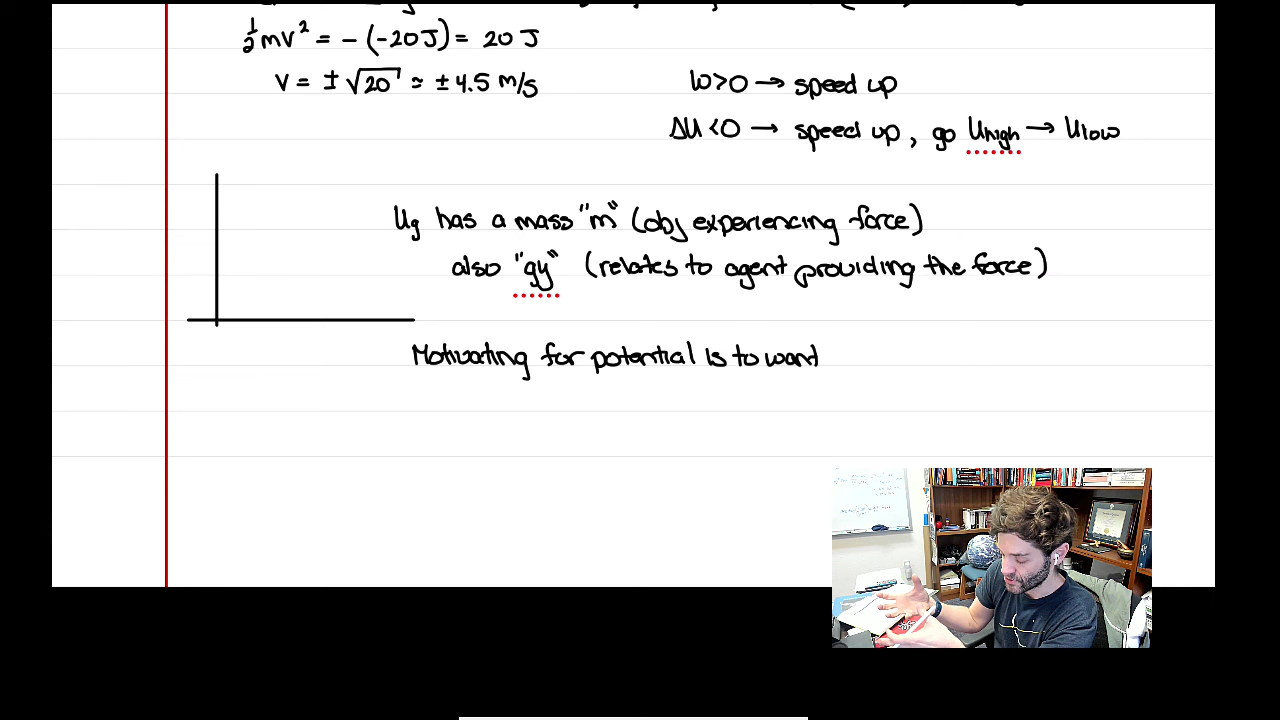 ½mv² = - (-20J) = 20 J
v = ± √20 ≈ ± 4.5 m/s
W>0 → speed up
ΔU<0 → speed up, go Uhigh → Ulow
Ug has a mass "m" (obj experiencing force)
also "gy" (relates to agent providing the force)
Motivating for potential is to want